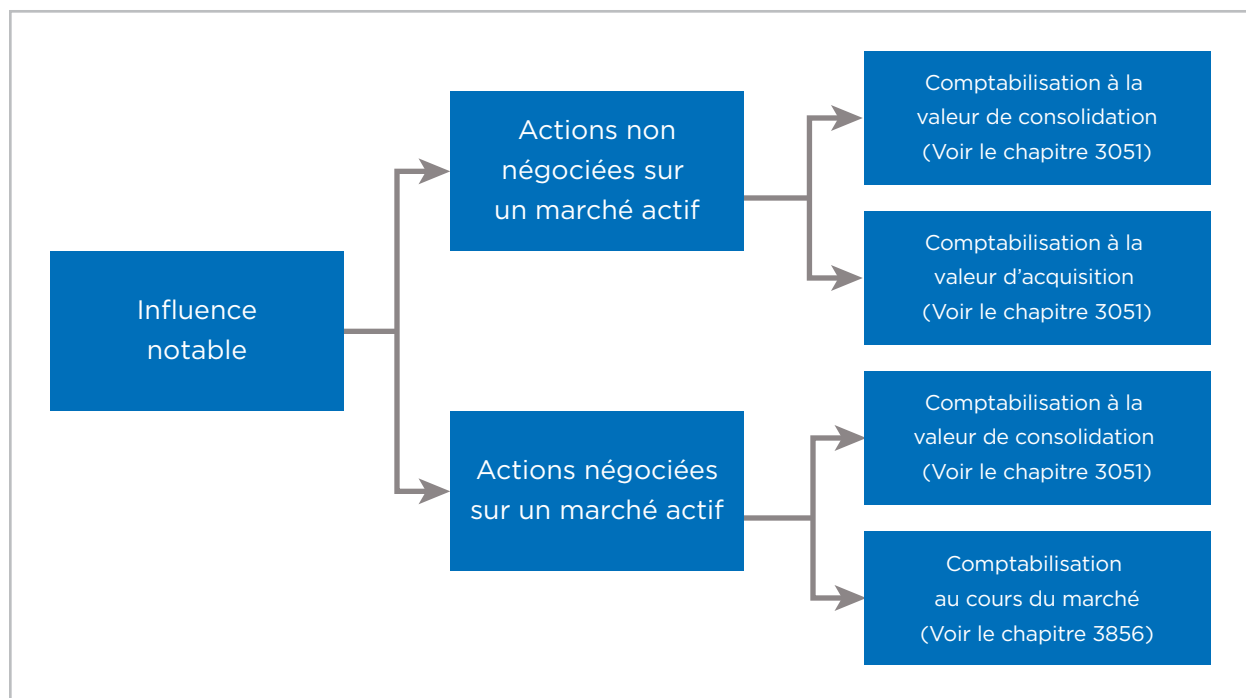 Influence
notable
Actions non
négociées sur
un marché actif
Comptabilisation à la
valeur de consolidation
(Voir le chapitre 3051)
Comptabilisation à la
valeur d’acquisition
(Voir le chapitre 3051)
Actions négociées
sur un marché actif
Comptabilisation à la
valeur de consolidation
(Voir le chapitre 3051)
Comptabilisation
au cours du marché
(Voir le chapitre 3856)